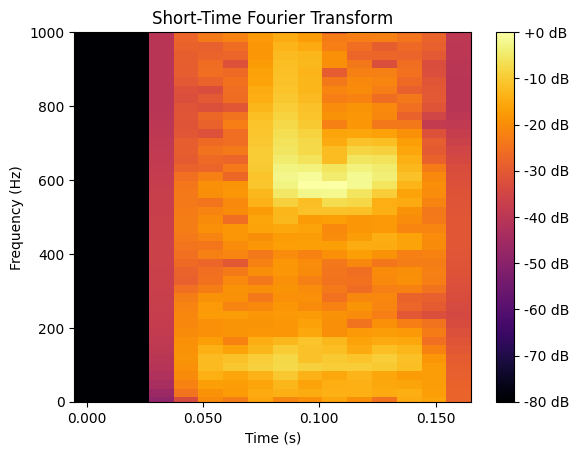 Short-Time Fourier Transform
Frequency (Hz)
1000
800
600
400
200
0
0.000
0.050
0.100
0.150
Time (s)
+0 dB
-10 dB
-20 dB
-30 dB
-40 dB
-50 dB
-60 dB
-70 dB
-80 dB